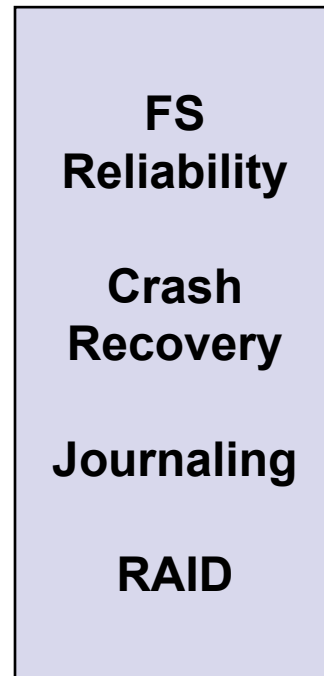 FS
Reliability
Crash
Recovery
Journaling
RAID